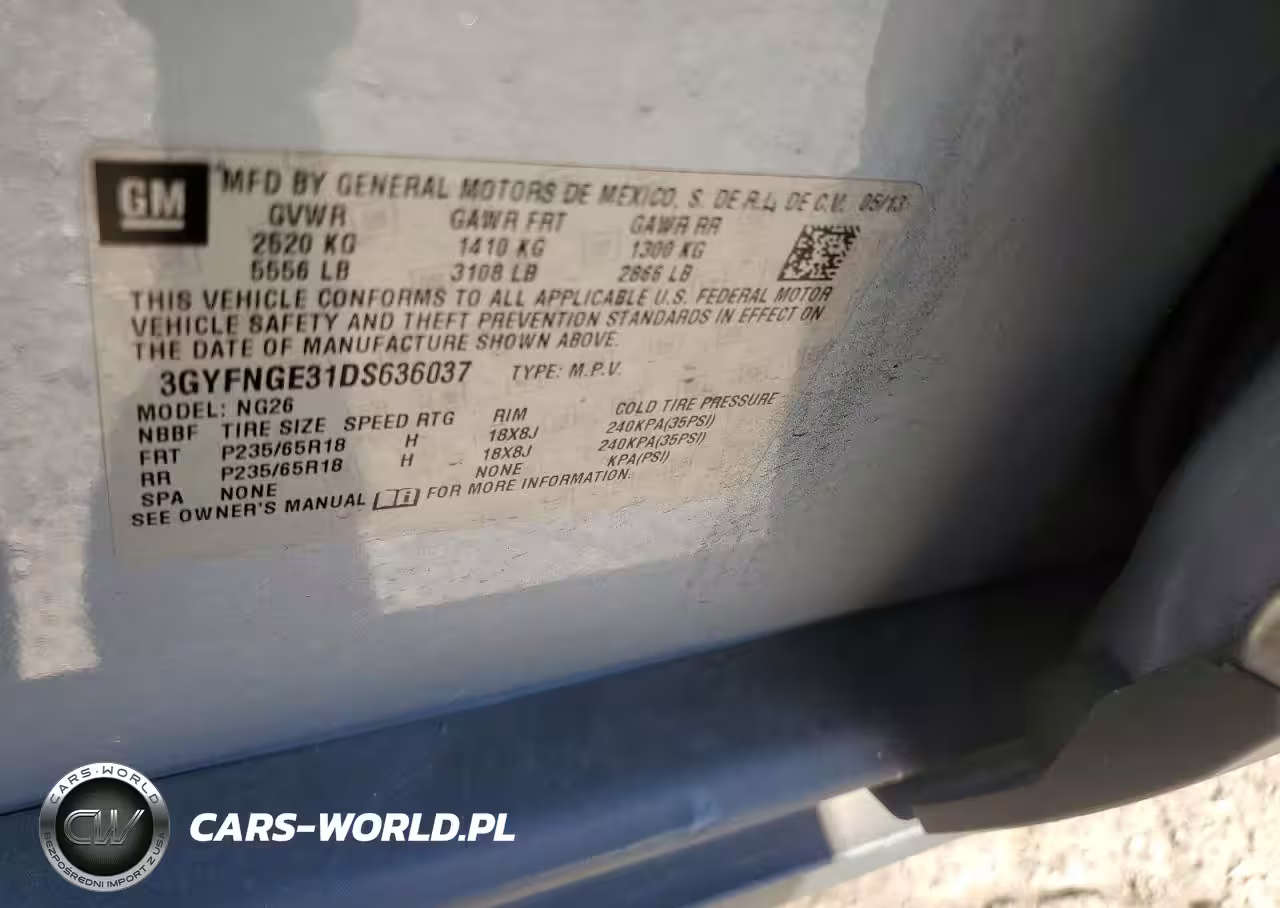 GM
MFD BY GENERAL MOTORS DE MEXICO, S. DE R.L. DE C.V. 05/13
GVWR GAWR FRT GAWR RR
2520 KG 1410 KG 1300 KG
5556 LB 3108 LB 2866 LB
THIS VEHICLE CONFORMS TO ALL APPLICABLE U.S. FEDERAL MOTOR
VEHICLE SAFETY AND THEFT PREVENTION STANDARDS IN EFFECT ON
THE DATE OF MANUFACTURE SHOWN ABOVE.
3GYFNGE31DS636037 TYPE: M.P.V.
MODEL: NG26
NBBF TIRE SIZE SPEED RTG RIM COLD TIRE PRESSURE
FRT P235/65R18 H 18X8J 240KPA(35PSI)
RR P235/65R18 H 18X8J 240KPA(35PSI)
SPA NONE NONE KPA(PSI)
SEE OWNER'S MANUAL FOR MORE INFORMATION.
CARS-WORLD
CW
BEZPOŚREDNI IMPORT Z USA
CARS-WORLD.PL